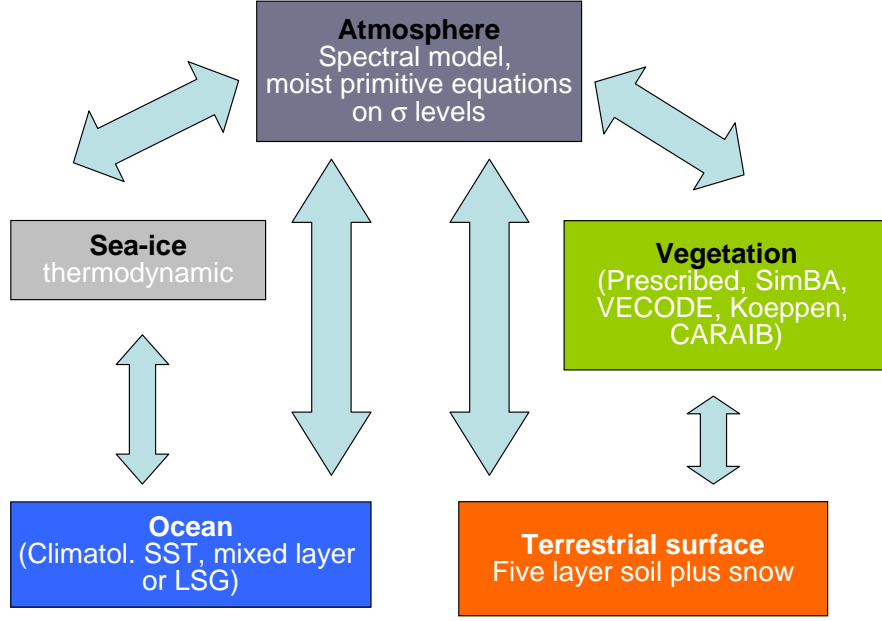 Atmosphere
Spectral model,
moist primitive equations
on σ levels
Sea-ice
thermodynamic
Vegetation
(Prescribed, SimBA,
VECODE, Koeppen,
CARAIB)
Ocean
(Climatol. SST, mixed layer
or LSG)
Terrestrial surface
Five layer soil plus snow